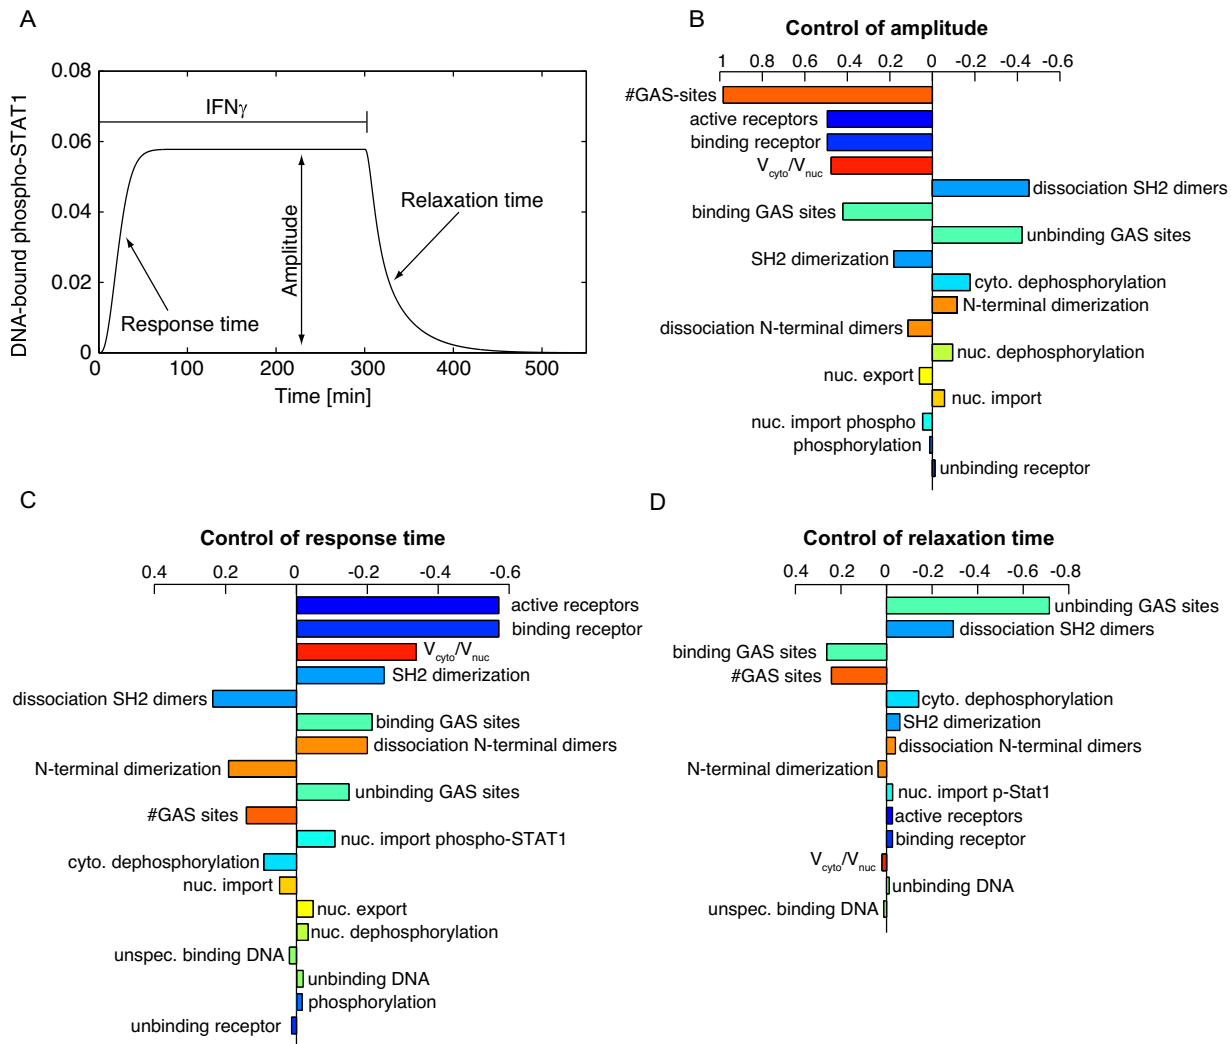 A
0.08
0.06
0.04
0.02
0
DNA-bound phospho-STAT1
IFNγ
Amplitude
Relaxation time
Response time
0 100 200 300 400 500
Time [min]
B
Control of amplitude
1 0.8 0.6 0.4 0.2 0 -0.2 -0.4 -0.6
#GAS-sites
active receptors
binding receptor
Vcyto/Vnuc
dissociation SH2 dimers
binding GAS sites
unbinding GAS sites
SH2 dimerization
cyto. dephosphorylation
N-terminal dimerization
dissociation N-terminal dimers
nuc. dephosphorylation
nuc. export
nuc. import
nuc. import phospho
phosphorylation
unbinding receptor
C
Control of response time
0.4 0.2 0 -0.2 -0.4 -0.6
active receptors
binding receptor
Vcyto/Vnuc
SH2 dimerization
dissociation SH2 dimers
binding GAS sites
dissociation N-terminal dimers
N-terminal dimerization
unbinding GAS sites
#GAS sites
nuc. import phospho-STAT1
cyto. dephosphorylation
nuc. import
nuc. export
nuc. dephosphorylation
unspec. binding DNA
unbinding DNA
phosphorylation
unbinding receptor
D
Control of relaxation time
0.4 0.2 0 -0.2 -0.4 -0.6 -0.8
unbinding GAS sites
dissociation SH2 dimers
binding GAS sites
#GAS sites
cyto. dephosphorylation
SH2 dimerization
dissociation N-terminal dimers
N-terminal dimerization
nuc. import p-Stat1
active receptors
binding receptor
Vcyto/Vnuc
unbinding DNA
unspec. binding DNA